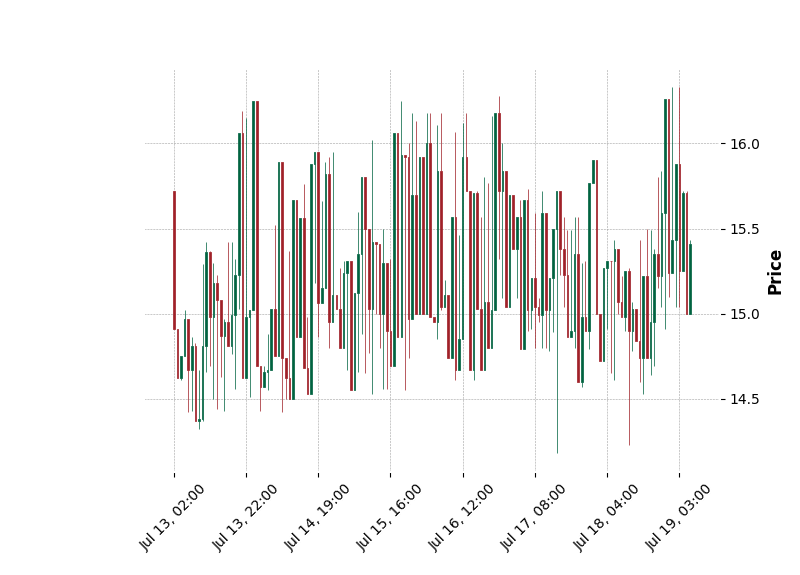 16.0
15.5
15.0
14.5
Price
Jul 13, 02:00
Jul 13, 22:00
Jul 14, 19:00
Jul 15, 16:00
Jul 16, 12:00
Jul 17, 08:00
Jul 18, 04:00
Jul 19, 03:00